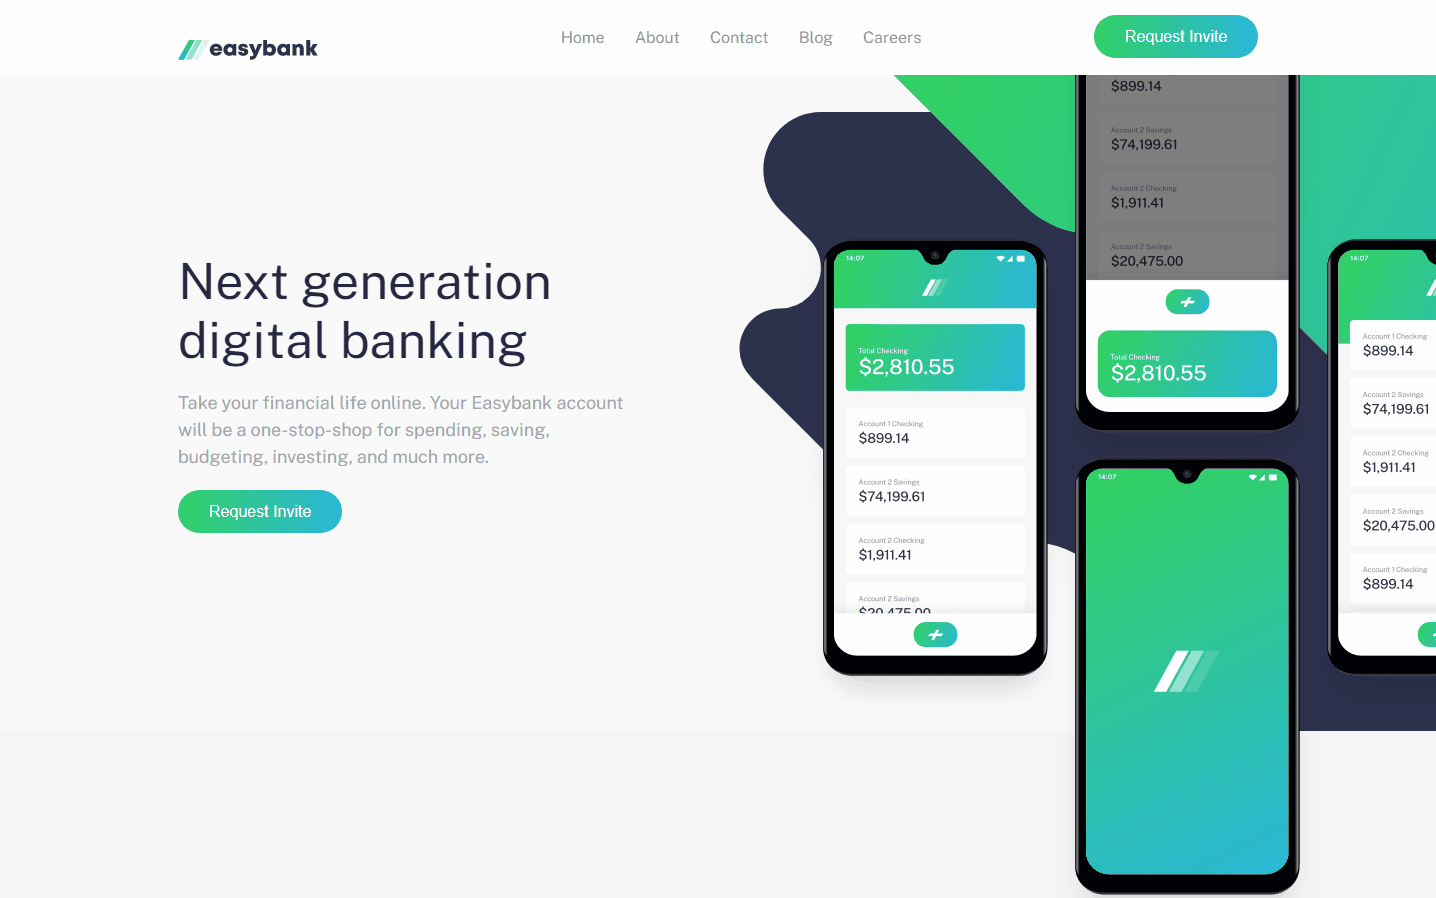 easybank
Home
About
Contact
Blog
Careers
Request Invite
Next generation
digital banking
Take your financial life online. Your Easybank account
will be a one-stop-shop for spending, saving,
budgeting, investing, and much more.
Request Invite
14:07
Total Checking
$2,810.55
Account 1 Checking
$899.14
Account 2 Savings
$74,199.61
Account 2 Checking
$1,911.41
Account 2 Savings
$20,475.00
$899.14
Account 2 Savings
$74,199.61
Account 2 Checking
$1,911.41
Account 2 Savings
$20,475.00
Total Checking
$2,810.55
14:07
14:07
Account 1 Checking
$899.14
Account 2 Savings
$74,199.61
Account 2 Checking
$1,911.41
Account 2 Savings
$20,475.00
Account 1 Checking
$899.14